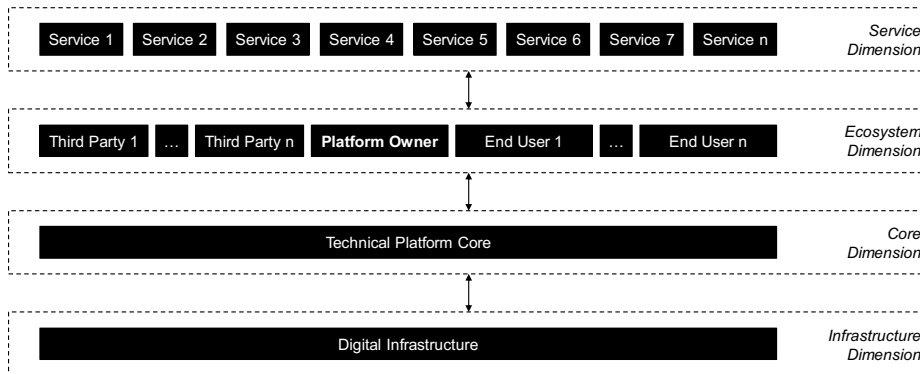 Service 1 Service 2 Service 3 Service 4 Service 5 Service 6 Service 7 Service n
Service
Dimension
Third Party 1 ... Third Party n Platform Owner End User 1 ... End User n
Ecosystem
Dimension
Technical Platform Core
Core
Dimension
Digital Infrastructure
Infrastructure
Dimension